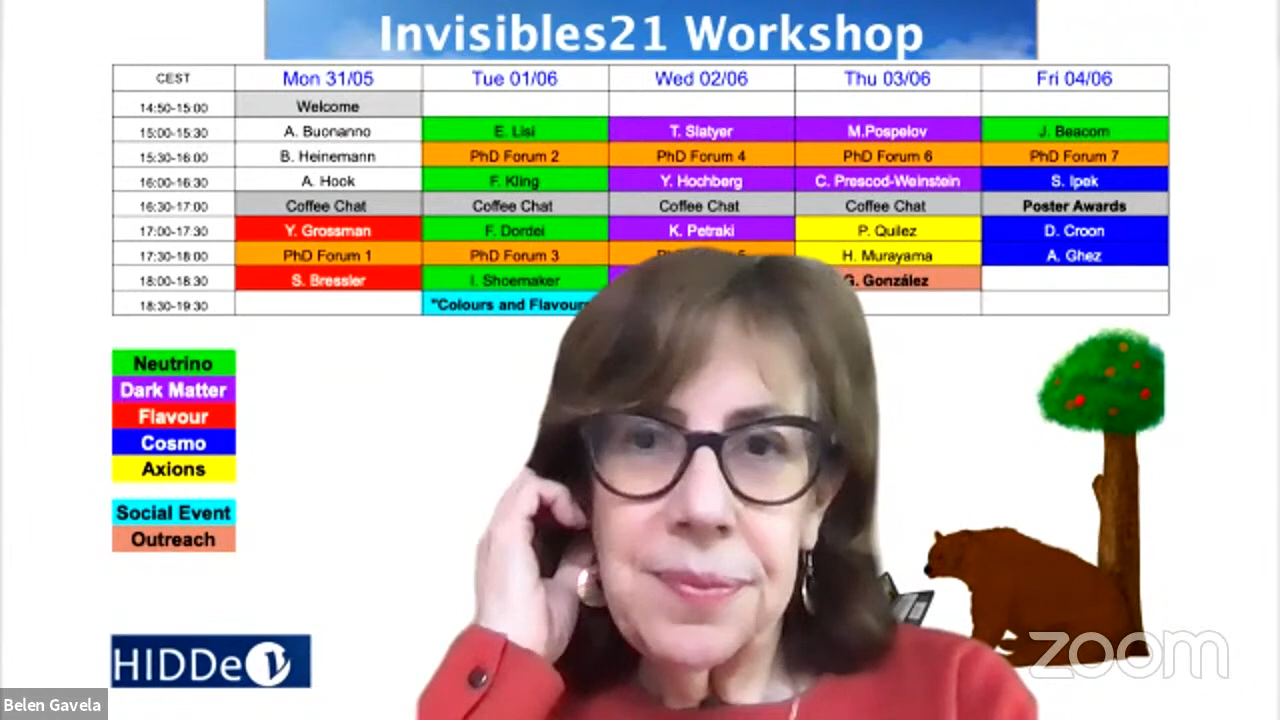 Invisibles21 Workshop
CEST Mon 31/05 Tue 01/06 Wed 02/06 Thu 03/06 Fri 04/06
14:50-15:00 Welcome
15:00-15:30 A. Buonanno E. Lisi T. Slatyer M.Pospelov J. Beacom
15:30-16:00 B. Heinemann PhD Forum 2 PhD Forum 4 PhD Forum 6 PhD Forum 7
16:00-16:30 A. Hook F. Kling Y. Hochberg C. Prescod-Weinstein S. Ipek
16:30-17:00 Coffee Chat Coffee Chat Coffee Chat Coffee Chat Poster Awards
17:00-17:30 Y. Grossman F. Dordei K. Petraki P. Quilez D. Croon
17:30-18:00 PhD Forum 1 PhD Forum 3 H. Murayama A. Ghez
18:00-18:30 S. Bressler I. Shoemaker G. González
18:30-19:30 "Colours and Flavours
Neutrino
Dark Matter
Flavour
Cosmo
Axions
Social Event
Outreach
HIDDeν
zoom
Belen Gavela